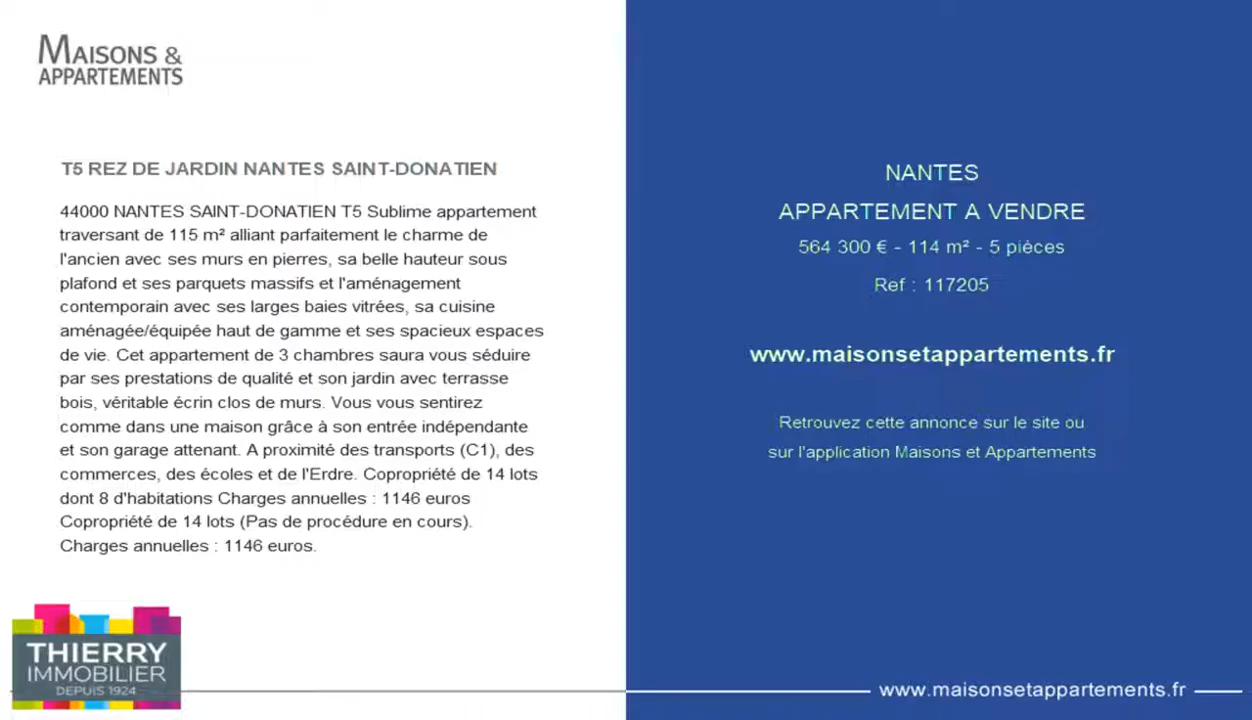 MAISONS &
APPARTEMENTS
T5 REZ DE JARDIN NANTES SAINT-DONATIEN
44000 NANTES SAINT-DONATIEN T5 Sublime appartement
traversant de 115 m² alliant parfaitement le charme de
l'ancien avec ses murs en pierres, sa belle hauteur sous
plafond et ses parquets massifs et l'aménagement
contemporain avec ses larges baies vitrées, sa cuisine
aménagée/équipée haut de gamme et ses spacieux espaces
de vie. Cet appartement de 3 chambres saura vous séduire
par ses prestations de qualité et son jardin avec terrasse
bois, véritable écrin clos de murs. Vous vous sentirez
comme dans une maison grâce à son entrée indépendante
et son garage attenant. A proximité des transports (C1), des
commerces, des écoles et de l'Erdre. Copropriété de 14 lots
dont 8 d'habitations Charges annuelles : 1146 euros
Copropriété de 14 lots (Pas de procédure en cours).
Charges annuelles : 1146 euros.
THIERRY
IMMOBILIER
DEPUIS 1924
NANTES
APPARTEMENT A VENDRE
564 300 € - 114 m² - 5 pièces
Ref : 117205
www.maisonsetappartements.fr
Retrouvez cette annonce sur le site ou
sur l'application Maisons et Appartements
www.maisonsetappartements.fr